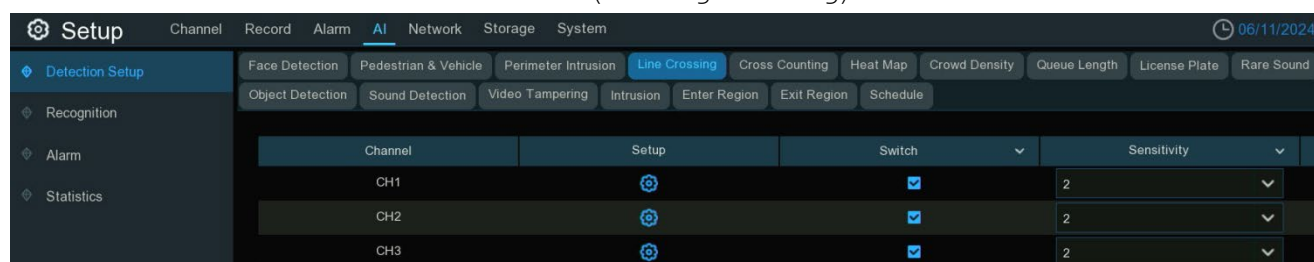 Setup Channel Record Alarm AI Network Storage System 06/11/2024
Detection Setup
Recognition
Alarm
Statistics
Face Detection Pedestrian & Vehicle Perimeter Intrusion Line Crossing Cross Counting Heat Map Crowd Density Queue Length License Plate Rare Sound
Object Detection Sound Detection Video Tampering Intrusion Enter Region Exit Region Schedule
Channel Setup Switch Sensitivity
CH1 2
CH2 2
CH3 2